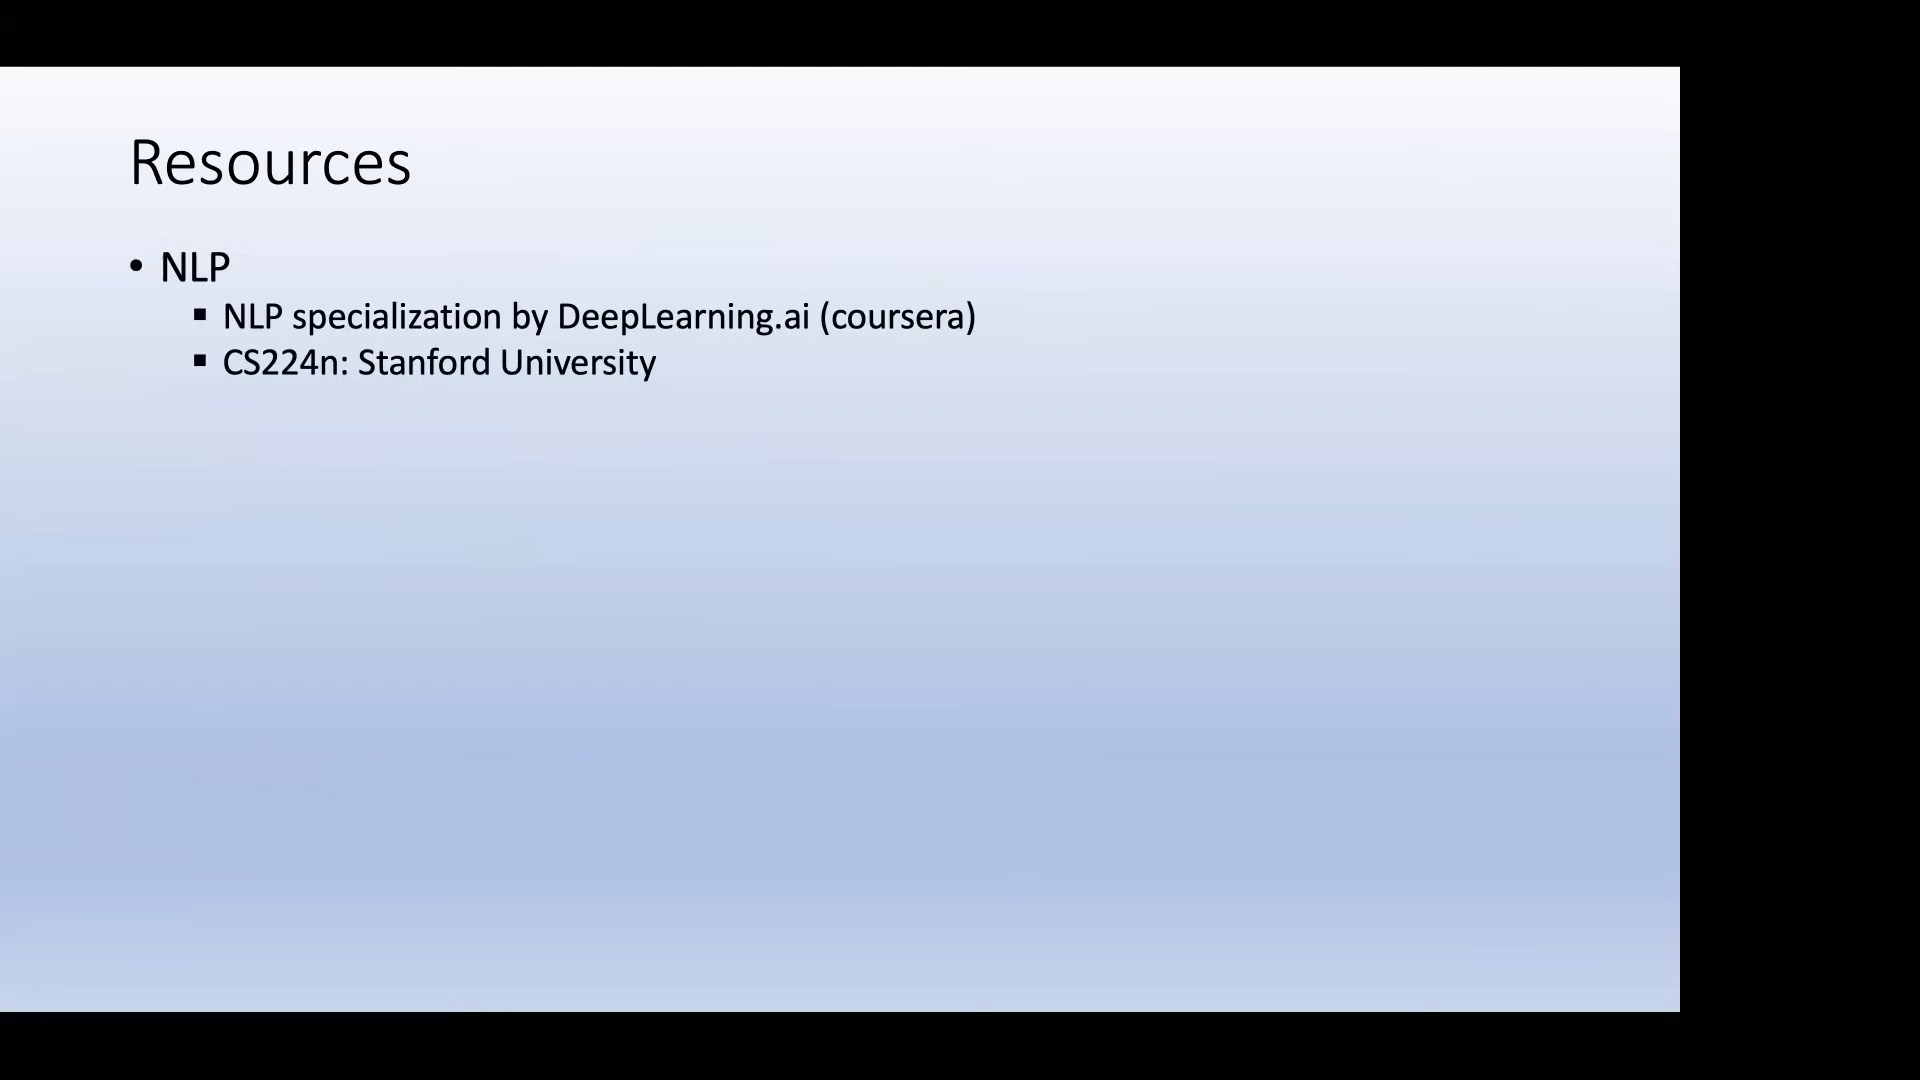 Resources
• NLP
▪ NLP specialization by DeepLearning.ai (coursera)
▪ CS224n: Stanford University